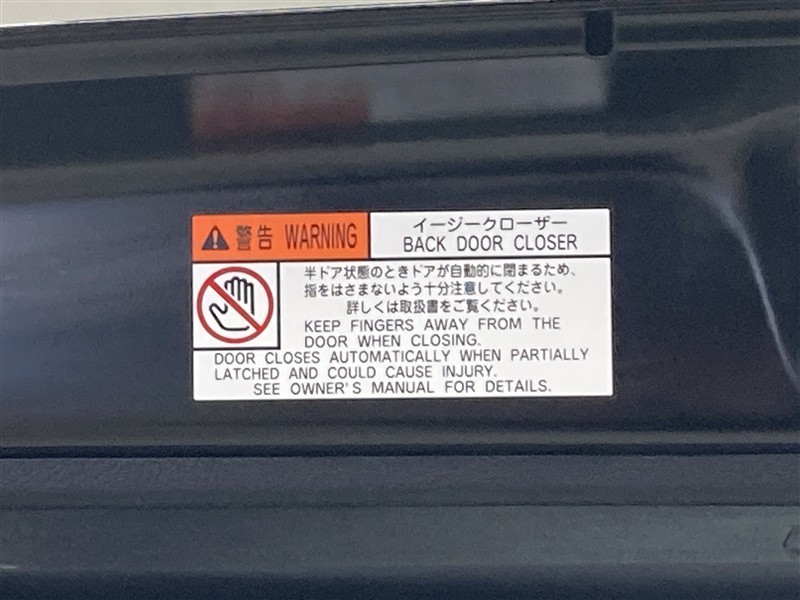 警告 WARNING
イージークローザー
BACK DOOR CLOSER
半ドア状態のときドアが自動的に閉まるため、
指をはさまないよう十分注意してください。
詳しくは取扱書をご覧ください。
KEEP FINGERS AWAY FROM THE
DOOR WHEN CLOSING.
DOOR CLOSES AUTOMATICALLY WHEN PARTIALLY
LATCHED AND COULD CAUSE INJURY.
SEE OWNER'S MANUAL FOR DETAILS.